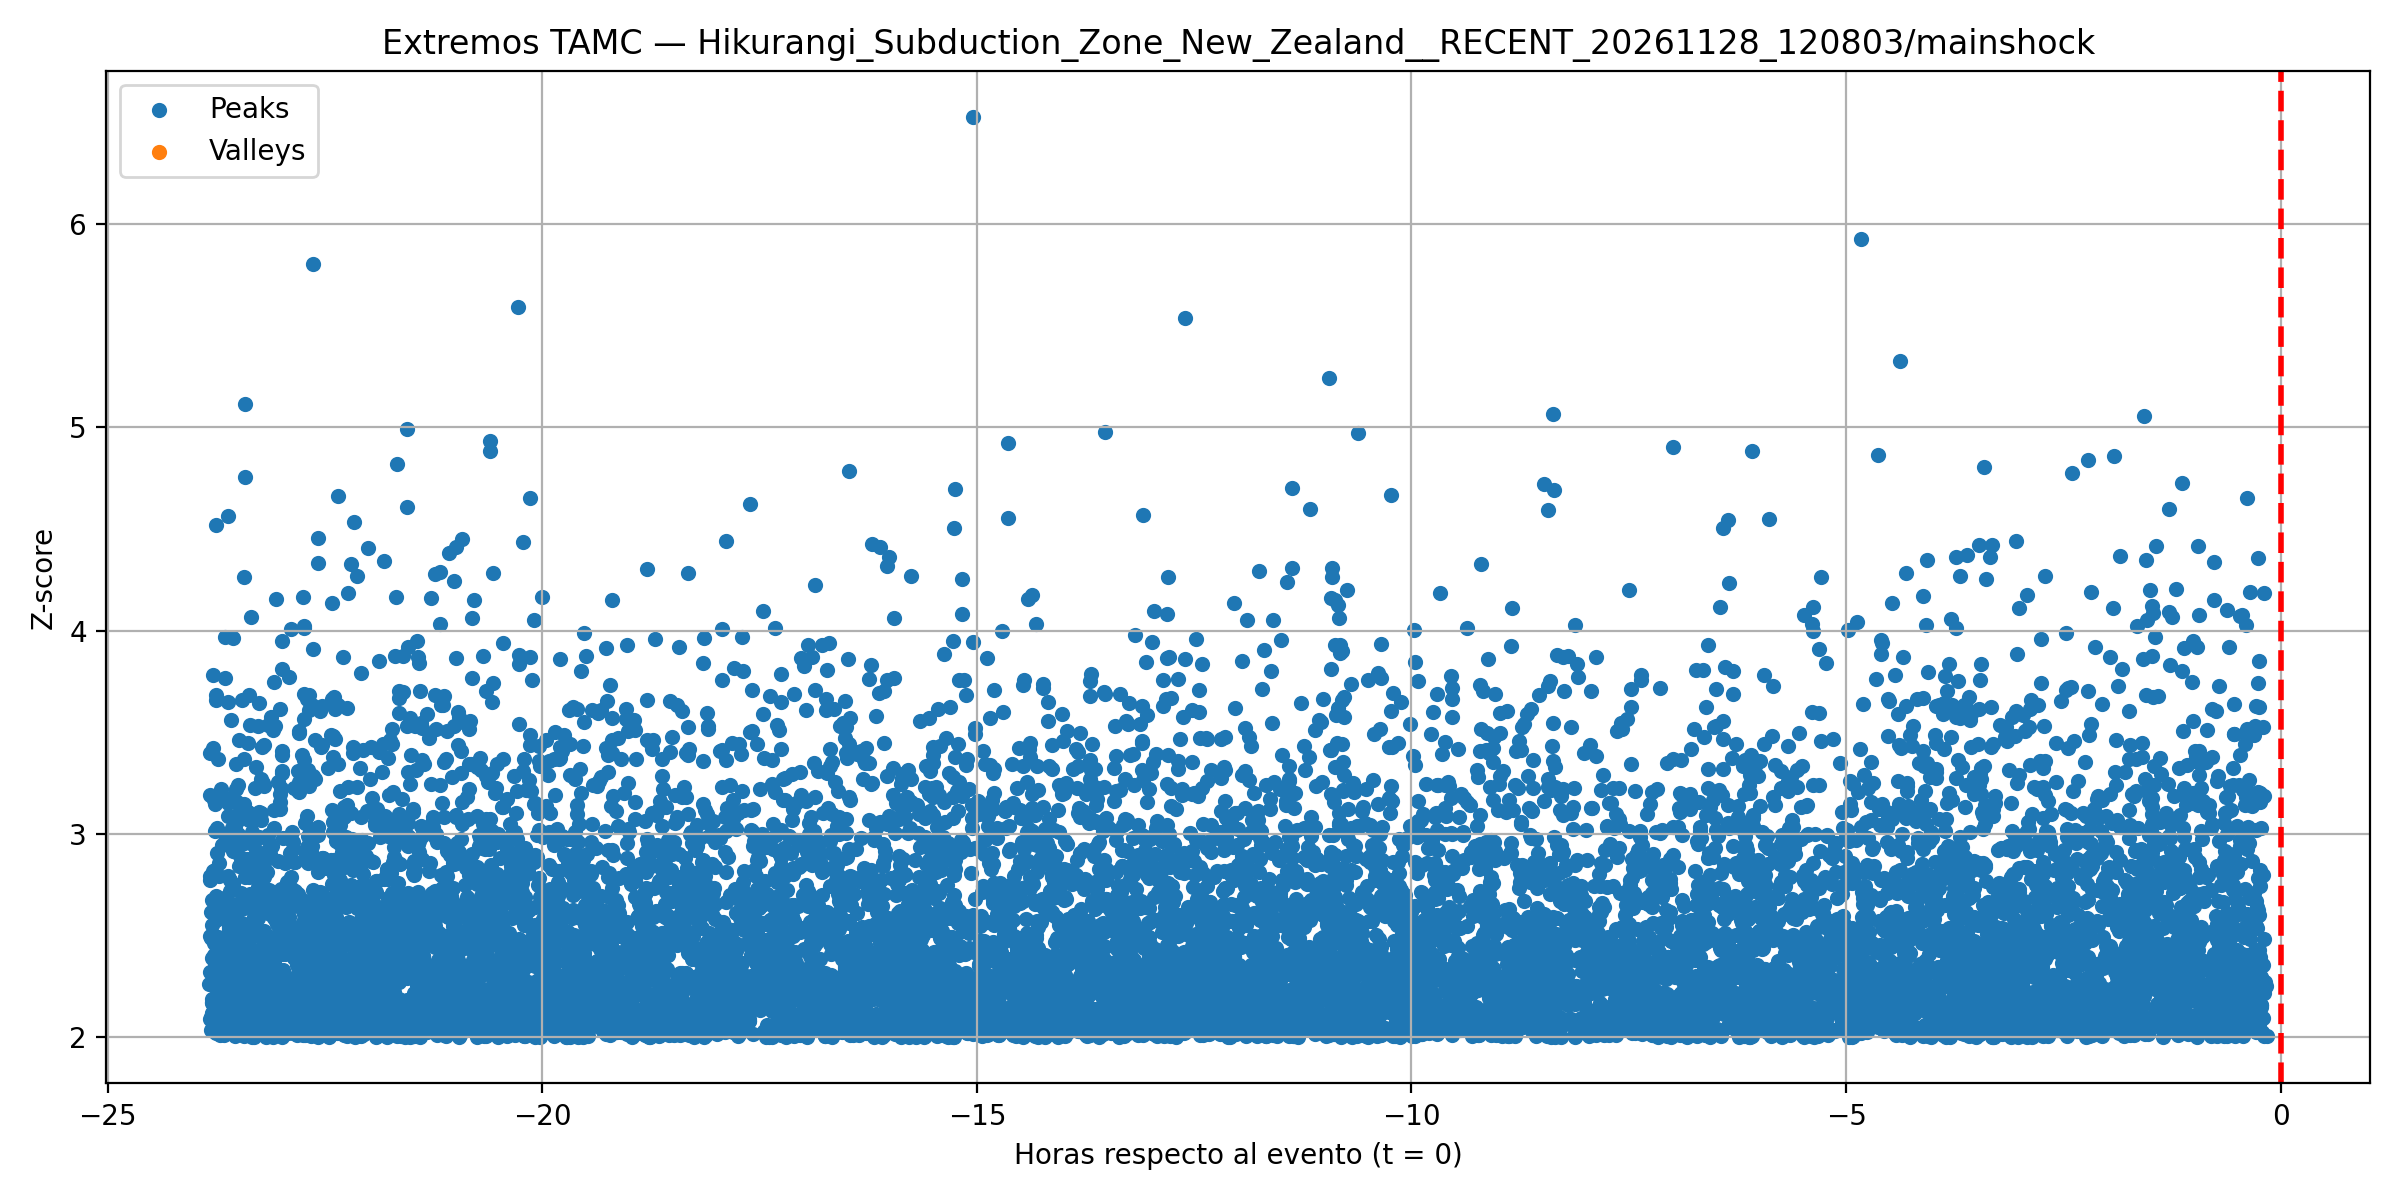 Extremos TAMC — Hikurangi_Subduction_Zone_New_Zealand__RECENT_20261128_120803/mainshock
Peaks
Valleys
Z-score
6
5
4
3
2
−25
−20
−15
−10
−5
0
Horas respecto al evento (t = 0)